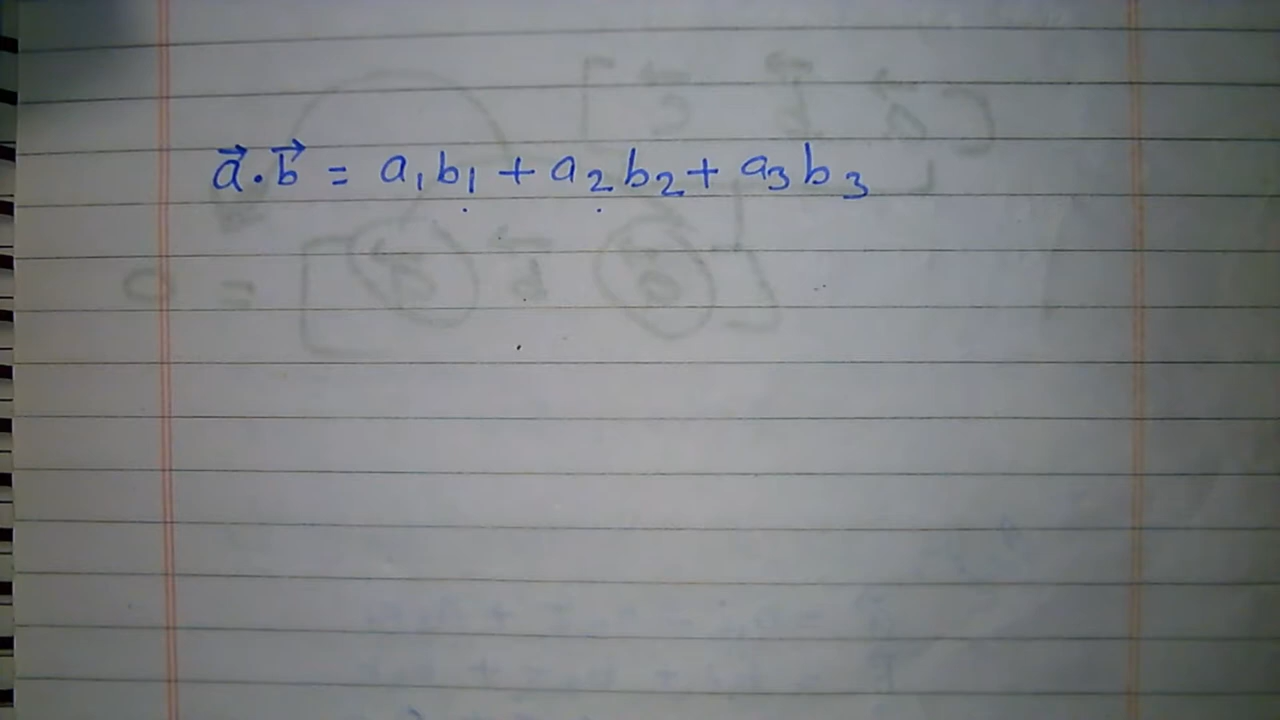 a⃗.b⃗ = a₁b₁ + a₂b₂ + a₃b₃